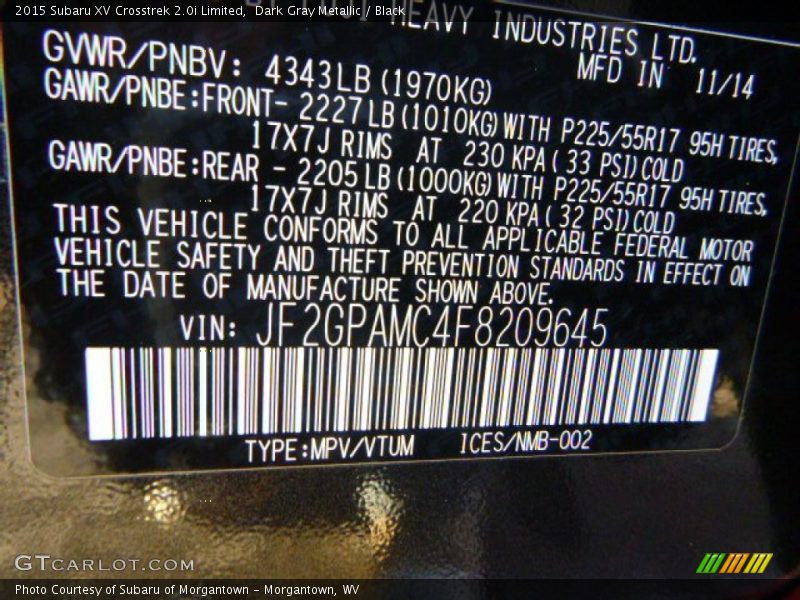 2015 Subaru XV Crosstrek 2.0i Limited,  Dark Gray Metallic / Black
HEAVY INDUSTRIES LTD.
GVWR/PNBV: 4343LB (1970KG) MFD IN 11/14
GAWR/PNBE:FRONT- 2227LB (1010KG) WITH P225/55R17 95H TIRES,
17X7J RIMS AT 230 KPA ( 33 PSI) COLD
GAWR/PNBE:REAR - 2205LB (1000KG) WITH P225/55R17 95H TIRES,
17X7J RIMS AT 220 KPA ( 32 PSI) COLD
THIS VEHICLE CONFORMS TO ALL APPLICABLE FEDERAL MOTOR
VEHICLE SAFETY AND THEFT PREVENTION STANDARDS IN EFFECT ON
THE DATE OF MANUFACTURE SHOWN ABOVE.
VIN: JF2GPAMC4F8209645
TYPE:MPV/VTUM ICES/NMB-002
GTCARLOT.COM
Photo Courtesy of Subaru of Morgantown - Morgantown, WV